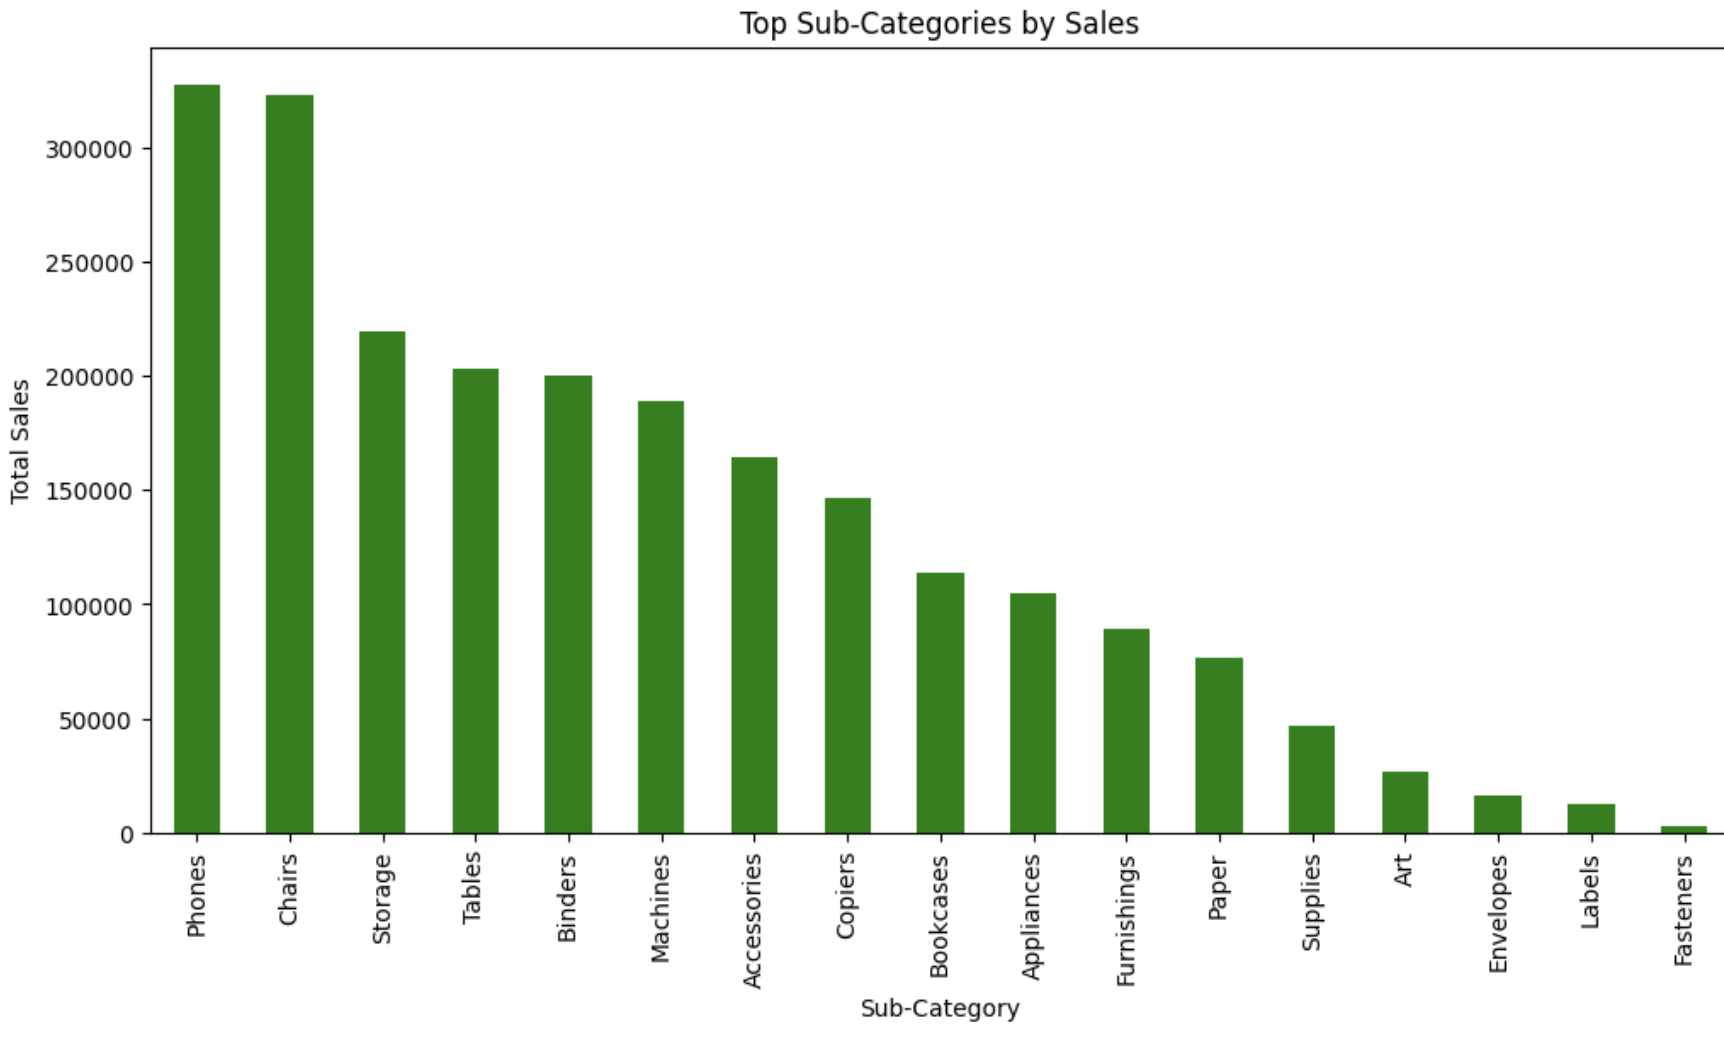 Top Sub-Categories by Sales
Total Sales
300000
250000
200000
150000
100000
50000
0
Phones
Chairs
Storage
Tables
Binders
Machines
Accessories
Copiers
Bookcases
Appliances
Furnishings
Paper
Supplies
Art
Envelopes
Labels
Fasteners
Sub-Category